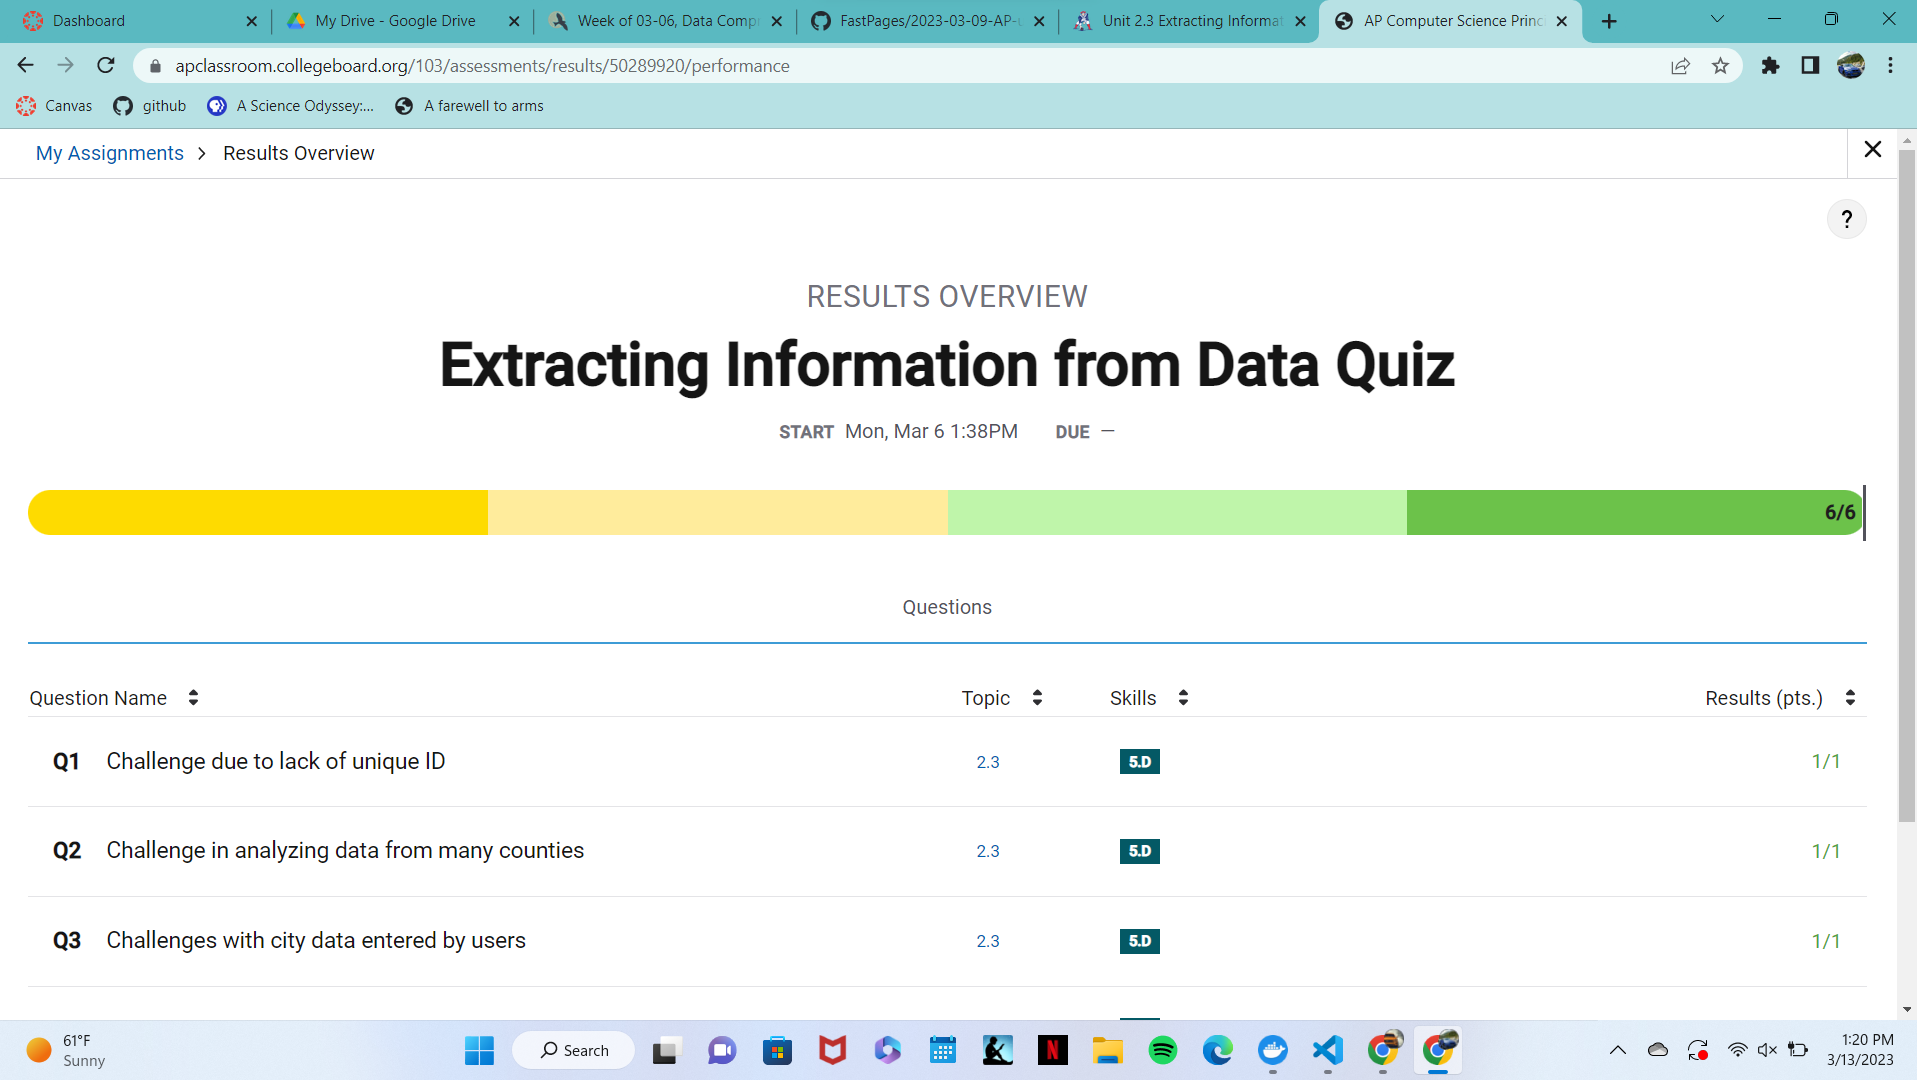 Dashboard
My Drive - Google Drive
Week of 03-06, Data Comp
FastPages/2023-03-09-AP-u
Unit 2.3 Extracting Informat
AP Computer Science Princ
apclassroom.collegeboard.org/103/assessments/results/50289920/performance
Canvas
github
A Science Odyssey:...
A farewell to arms
My Assignments > Results Overview
?
RESULTS OVERVIEW
Extracting Information from Data Quiz
START Mon, Mar 6 1:38PM DUE —
6/6
Questions
Question Name Topic Skills Results (pts.)
Q1 Challenge due to lack of unique ID 2.3 5.D 1/1
Q2 Challenge in analyzing data from many counties 2.3 5.D 1/1
Q3 Challenges with city data entered by users 2.3 5.D 1/1
61°F
Sunny
Search
N
1:20 PM
3/13/2023